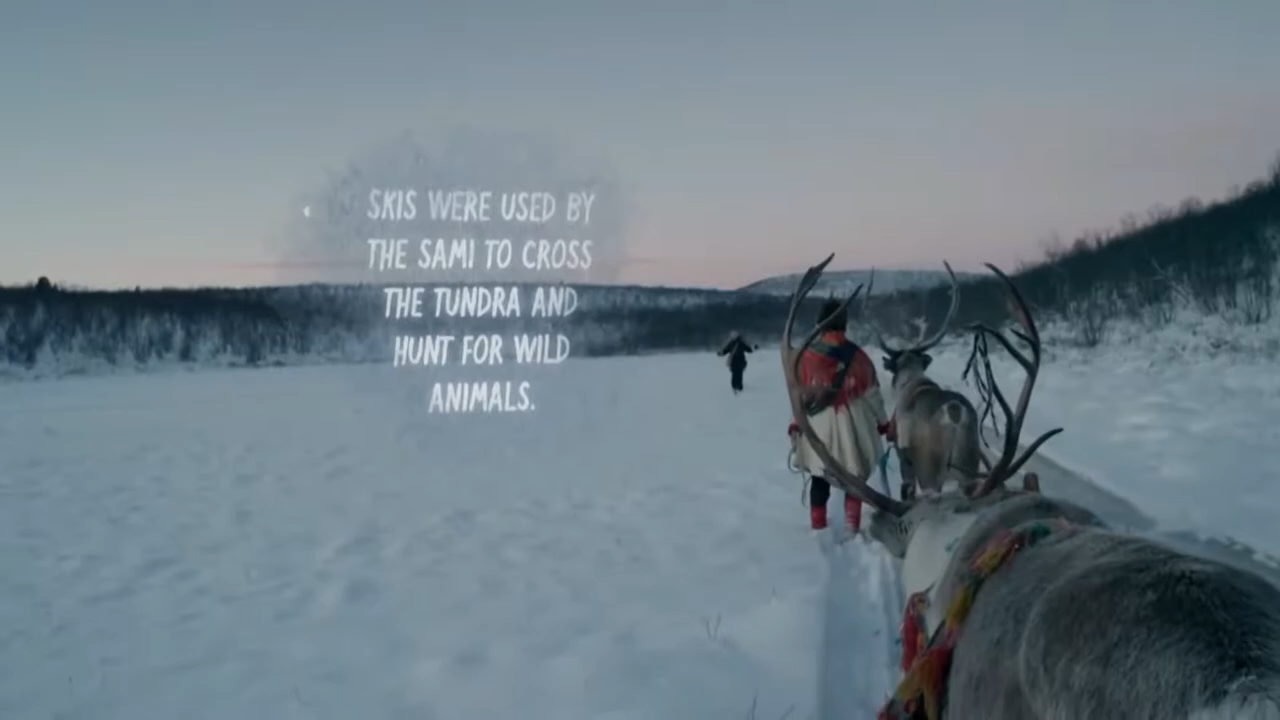 SKIS WERE USED BY
THE SAMI TO CROSS
THE TUNDRA AND
HUNT FOR WILD
ANIMALS.